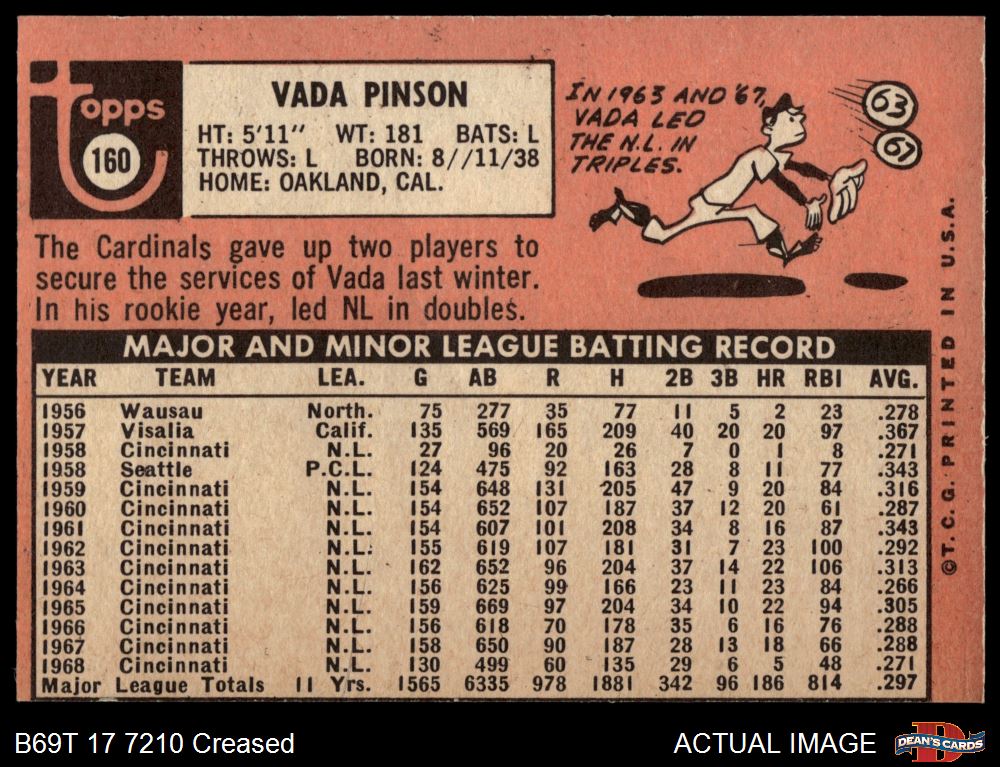 topps
160
VADA PINSON
HT: 5'11" WT: 181 BATS: L
THROWS: L BORN: 8//11/38
HOME: OAKLAND, CAL.
IN 1963 AND '67,
VADA LED
THE N.L. IN
TRIPLES.
63
67
The Cardinals gave up two players to
secure the services of Vada last winter.
In his rookie year, led NL in doubles.
MAJOR AND MINOR LEAGUE BATTING RECORD
YEAR TEAM LEA. G AB R H 2B 3B HR RBI AVG.
1956 Wausau North. 75 277 35 77 11 5 2 23 .278
1957 Visalia Calif. 135 569 165 209 40 20 20 97 .367
1958 Cincinnati N.L. 27 96 20 26 7 0 1 8 .271
1958 Seattle P.C.L. 124 475 92 163 28 8 11 77 .343
1959 Cincinnati N.L. 154 648 131 205 47 9 20 84 .316
1960 Cincinnati N.L. 154 652 107 187 37 12 20 61 .287
1961 Cincinnati N.L. 154 607 101 208 34 8 16 87 .343
1962 Cincinnati N.L. 155 619 107 181 31 7 23 100 .292
1963 Cincinnati N.L. 162 652 96 204 37 14 22 106 .313
1964 Cincinnati N.L. 156 625 99 166 23 11 23 84 .266
1965 Cincinnati N.L. 159 669 97 204 34 10 22 94 .305
1966 Cincinnati N.L. 156 618 70 178 35 6 16 76 .288
1967 Cincinnati N.L. 158 650 90 187 28 13 18 66 .288
1968 Cincinnati N.L. 130 499 60 135 29 6 5 48 .271
Major League Totals 11 Yrs. 1565 6335 978 1881 342 96 186 814 .297
©T.C.G. PRINTED IN U.S.A.
B69T 17 7210 Creased
ACTUAL IMAGE
DEAN'S CARDS